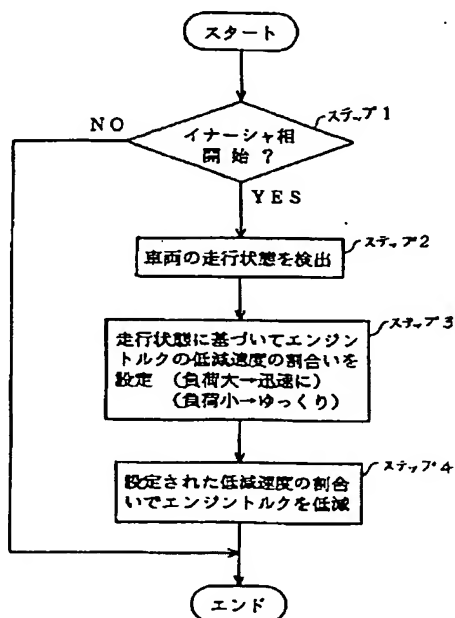 スタート
ステップ1
NO
イナーシャ相
開始?
YES
ステップ2
車両の走行状態を検出
ステップ3
走行状態に基づいてエンジン
トルクの低減速度の割合いを
設定 (負荷大→迅速に)
(負荷小→ゆっくり)
ステップ4
設定された低減速度の割合
いでエンジントルクを低減
エンド